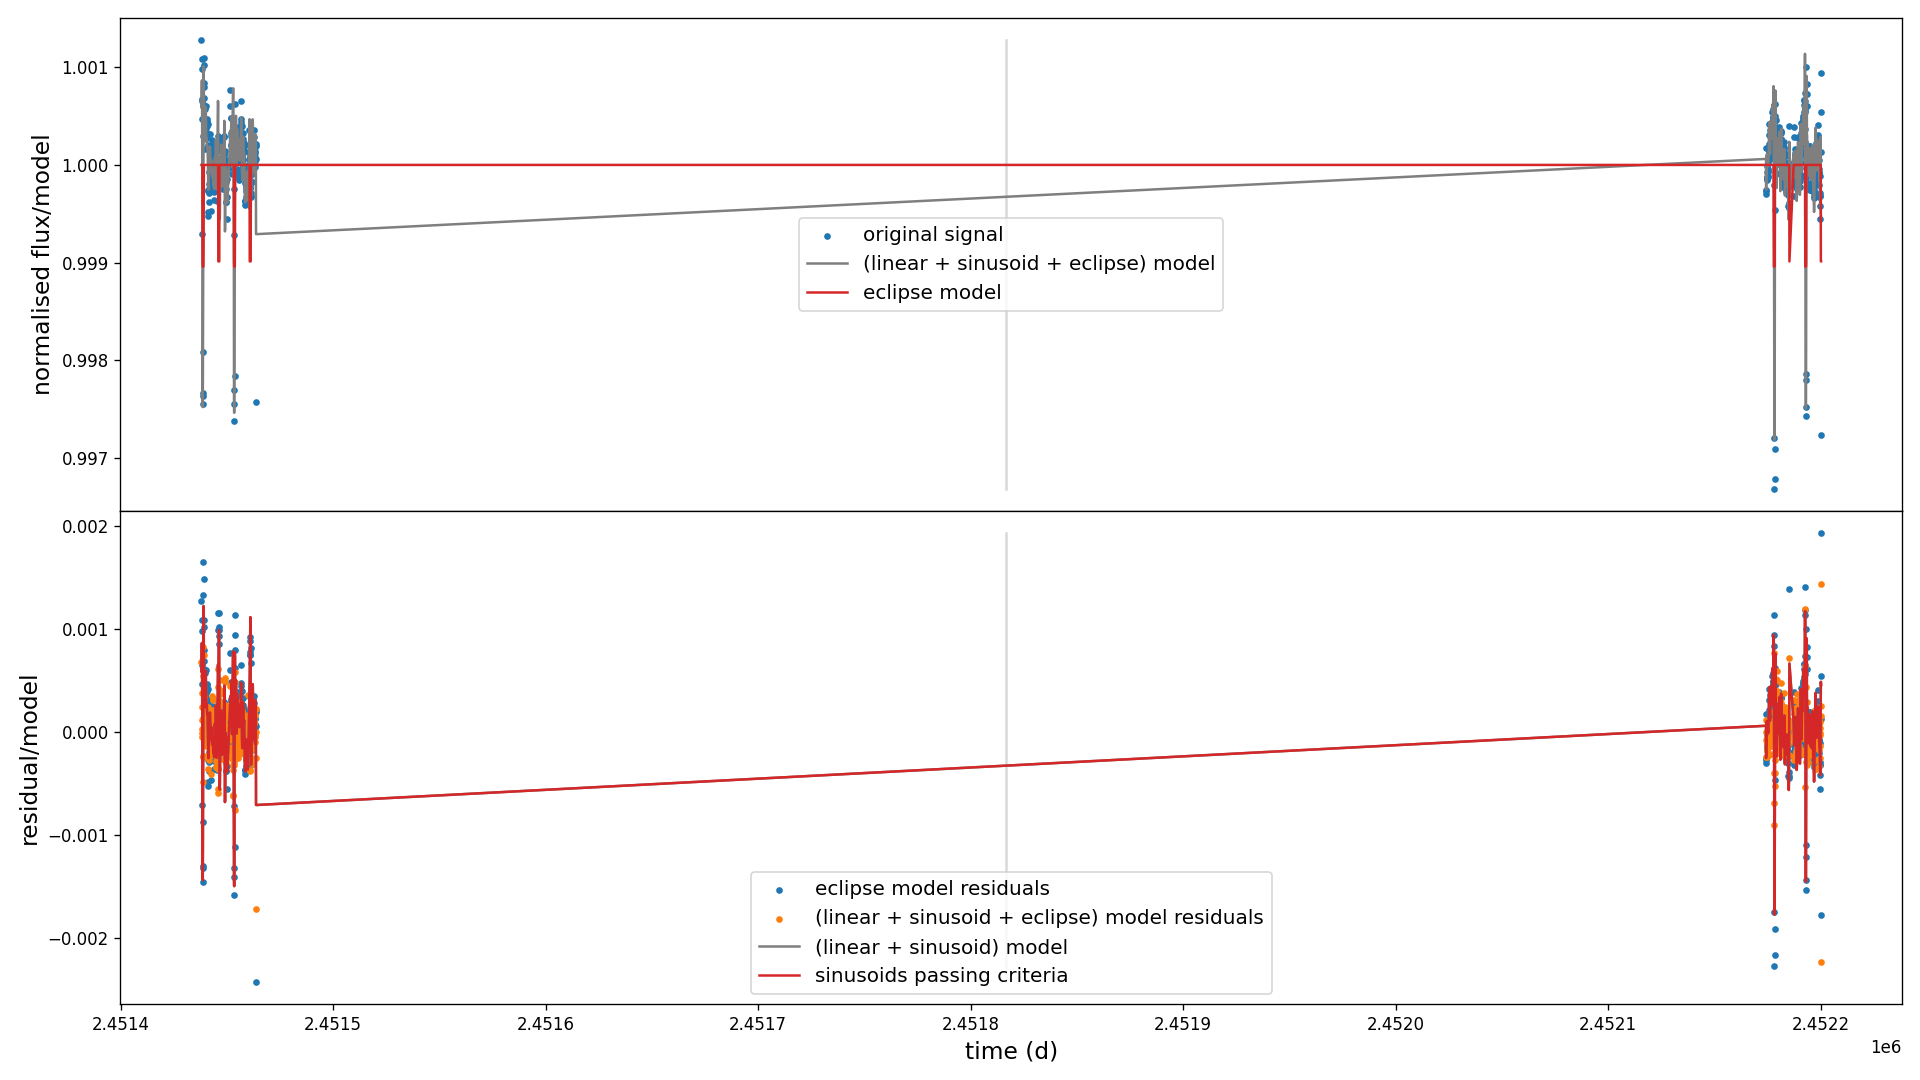 normalised flux/model
1.001
1.000
0.999
0.998
0.997
original signal
(linear + sinusoid + eclipse) model
eclipse model
residual/model
0.002
0.001
0.000
−0.001
−0.002
eclipse model residuals
(linear + sinusoid + eclipse) model residuals
(linear + sinusoid) model
sinusoids passing criteria
2.4514 2.4515 2.4516 2.4517 2.4518 2.4519 2.4520 2.4521 2.4522
1e6
time (d)